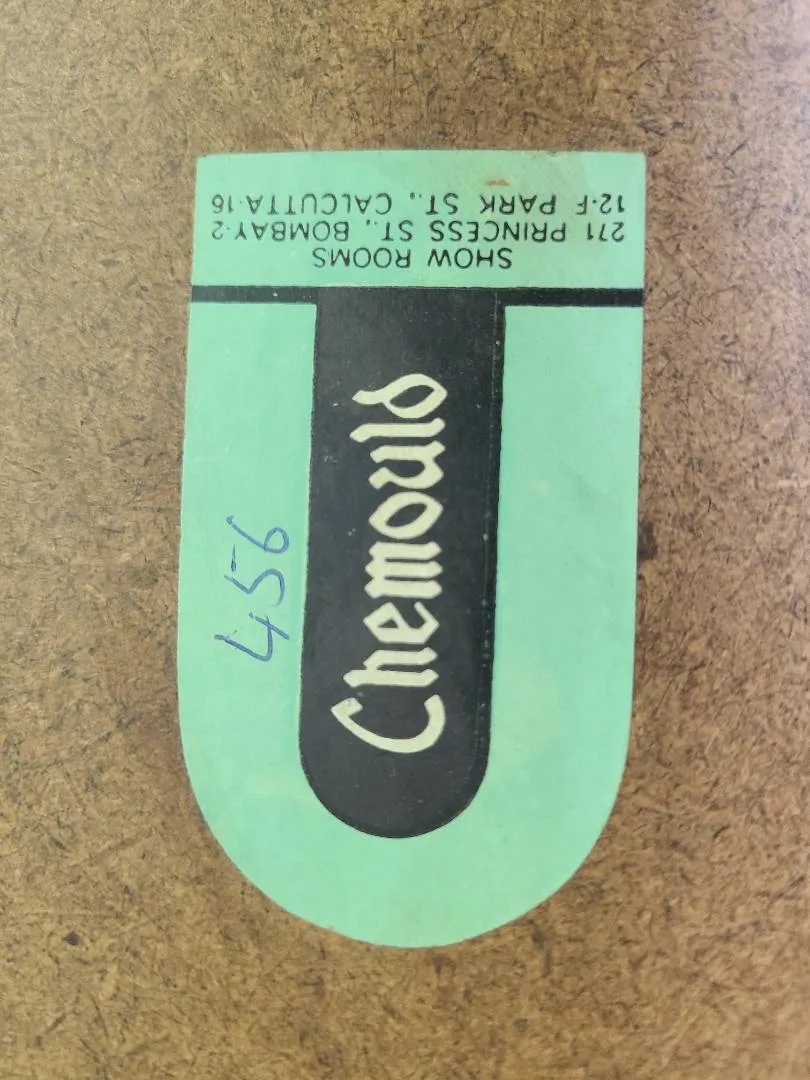 Chemould
456
SHOW ROOMS
271 PRINCESS ST., BOMBAY-2
12-F PARK ST., CALCUTTA-16